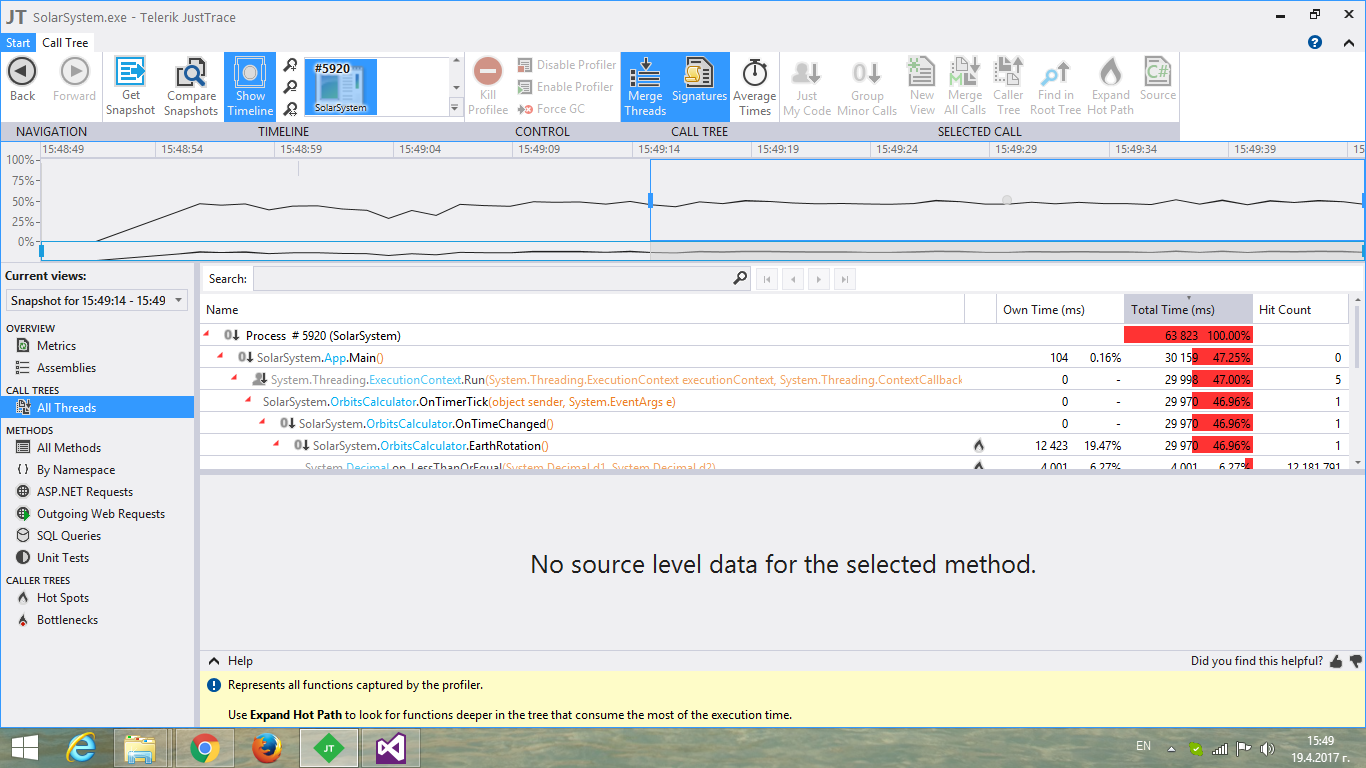 JT SolarSystem.exe - Telerik JustTrace
Start Call Tree
Back Forward
Get Snapshot
Compare Snapshots
Show Timeline
#5920
SolarSystem
Kill Profilee
Disable Profiler
Enable Profiler
Force GC
Merge Threads
Signatures
Average Times
Just My Code
Group Minor Calls
New View
Merge All Calls
Caller Tree
Find in Root Tree
Expand Hot Path
C#
Source
NAVIGATION TIMELINE CONTROL CALL TREE SELECTED CALL
15:48:49 15:48:54 15:48:59 15:49:04 15:49:09 15:49:14 15:49:19 15:49:24 15:49:29 15:49:34 15:49:39 15
100%
75%
50%
25%
0%
Current views:
Snapshot for 15:49:14 - 15:49
OVERVIEW
Metrics
Assemblies
CALL TREES
All Threads
METHODS
All Methods
By Namespace
ASP.NET Requests
Outgoing Web Requests
SQL Queries
Unit Tests
CALLER TREES
Hot Spots
Bottlenecks
Search:
Name Own Time (ms) Total Time (ms) Hit Count
Process # 5920 (SolarSystem) 63 823 100.00%
SolarSystem.App.Main() 104 0.16% 30 159 47.25% 0
System.Threading.ExecutionContext.Run(System.Threading.ExecutionContext executionContext, System.Threading.ContextCallback 0 - 29 998 47.00% 5
SolarSystem.OrbitsCalculator.OnTimerTick(object sender, System.EventArgs e) 0 - 29 970 46.96% 1
SolarSystem.OrbitsCalculator.OnTimeChanged() 0 - 29 970 46.96% 1
SolarSystem.OrbitsCalculator.EarthRotation() 12 423 19.47% 29 970 46.96% 1
System.Decimal.op_LessThanOrEqual(System.Decimal d1, System.Decimal d2) 4 001 6.27% 4 001 6.27% 12 181 791
No source level data for the selected method.
Help Did you find this helpful?
Represents all functions captured by the profiler.
Use Expand Hot Path to look for functions deeper in the tree that consume the most of the execution time.
JT
EN
15:49
19.4.2017 г.